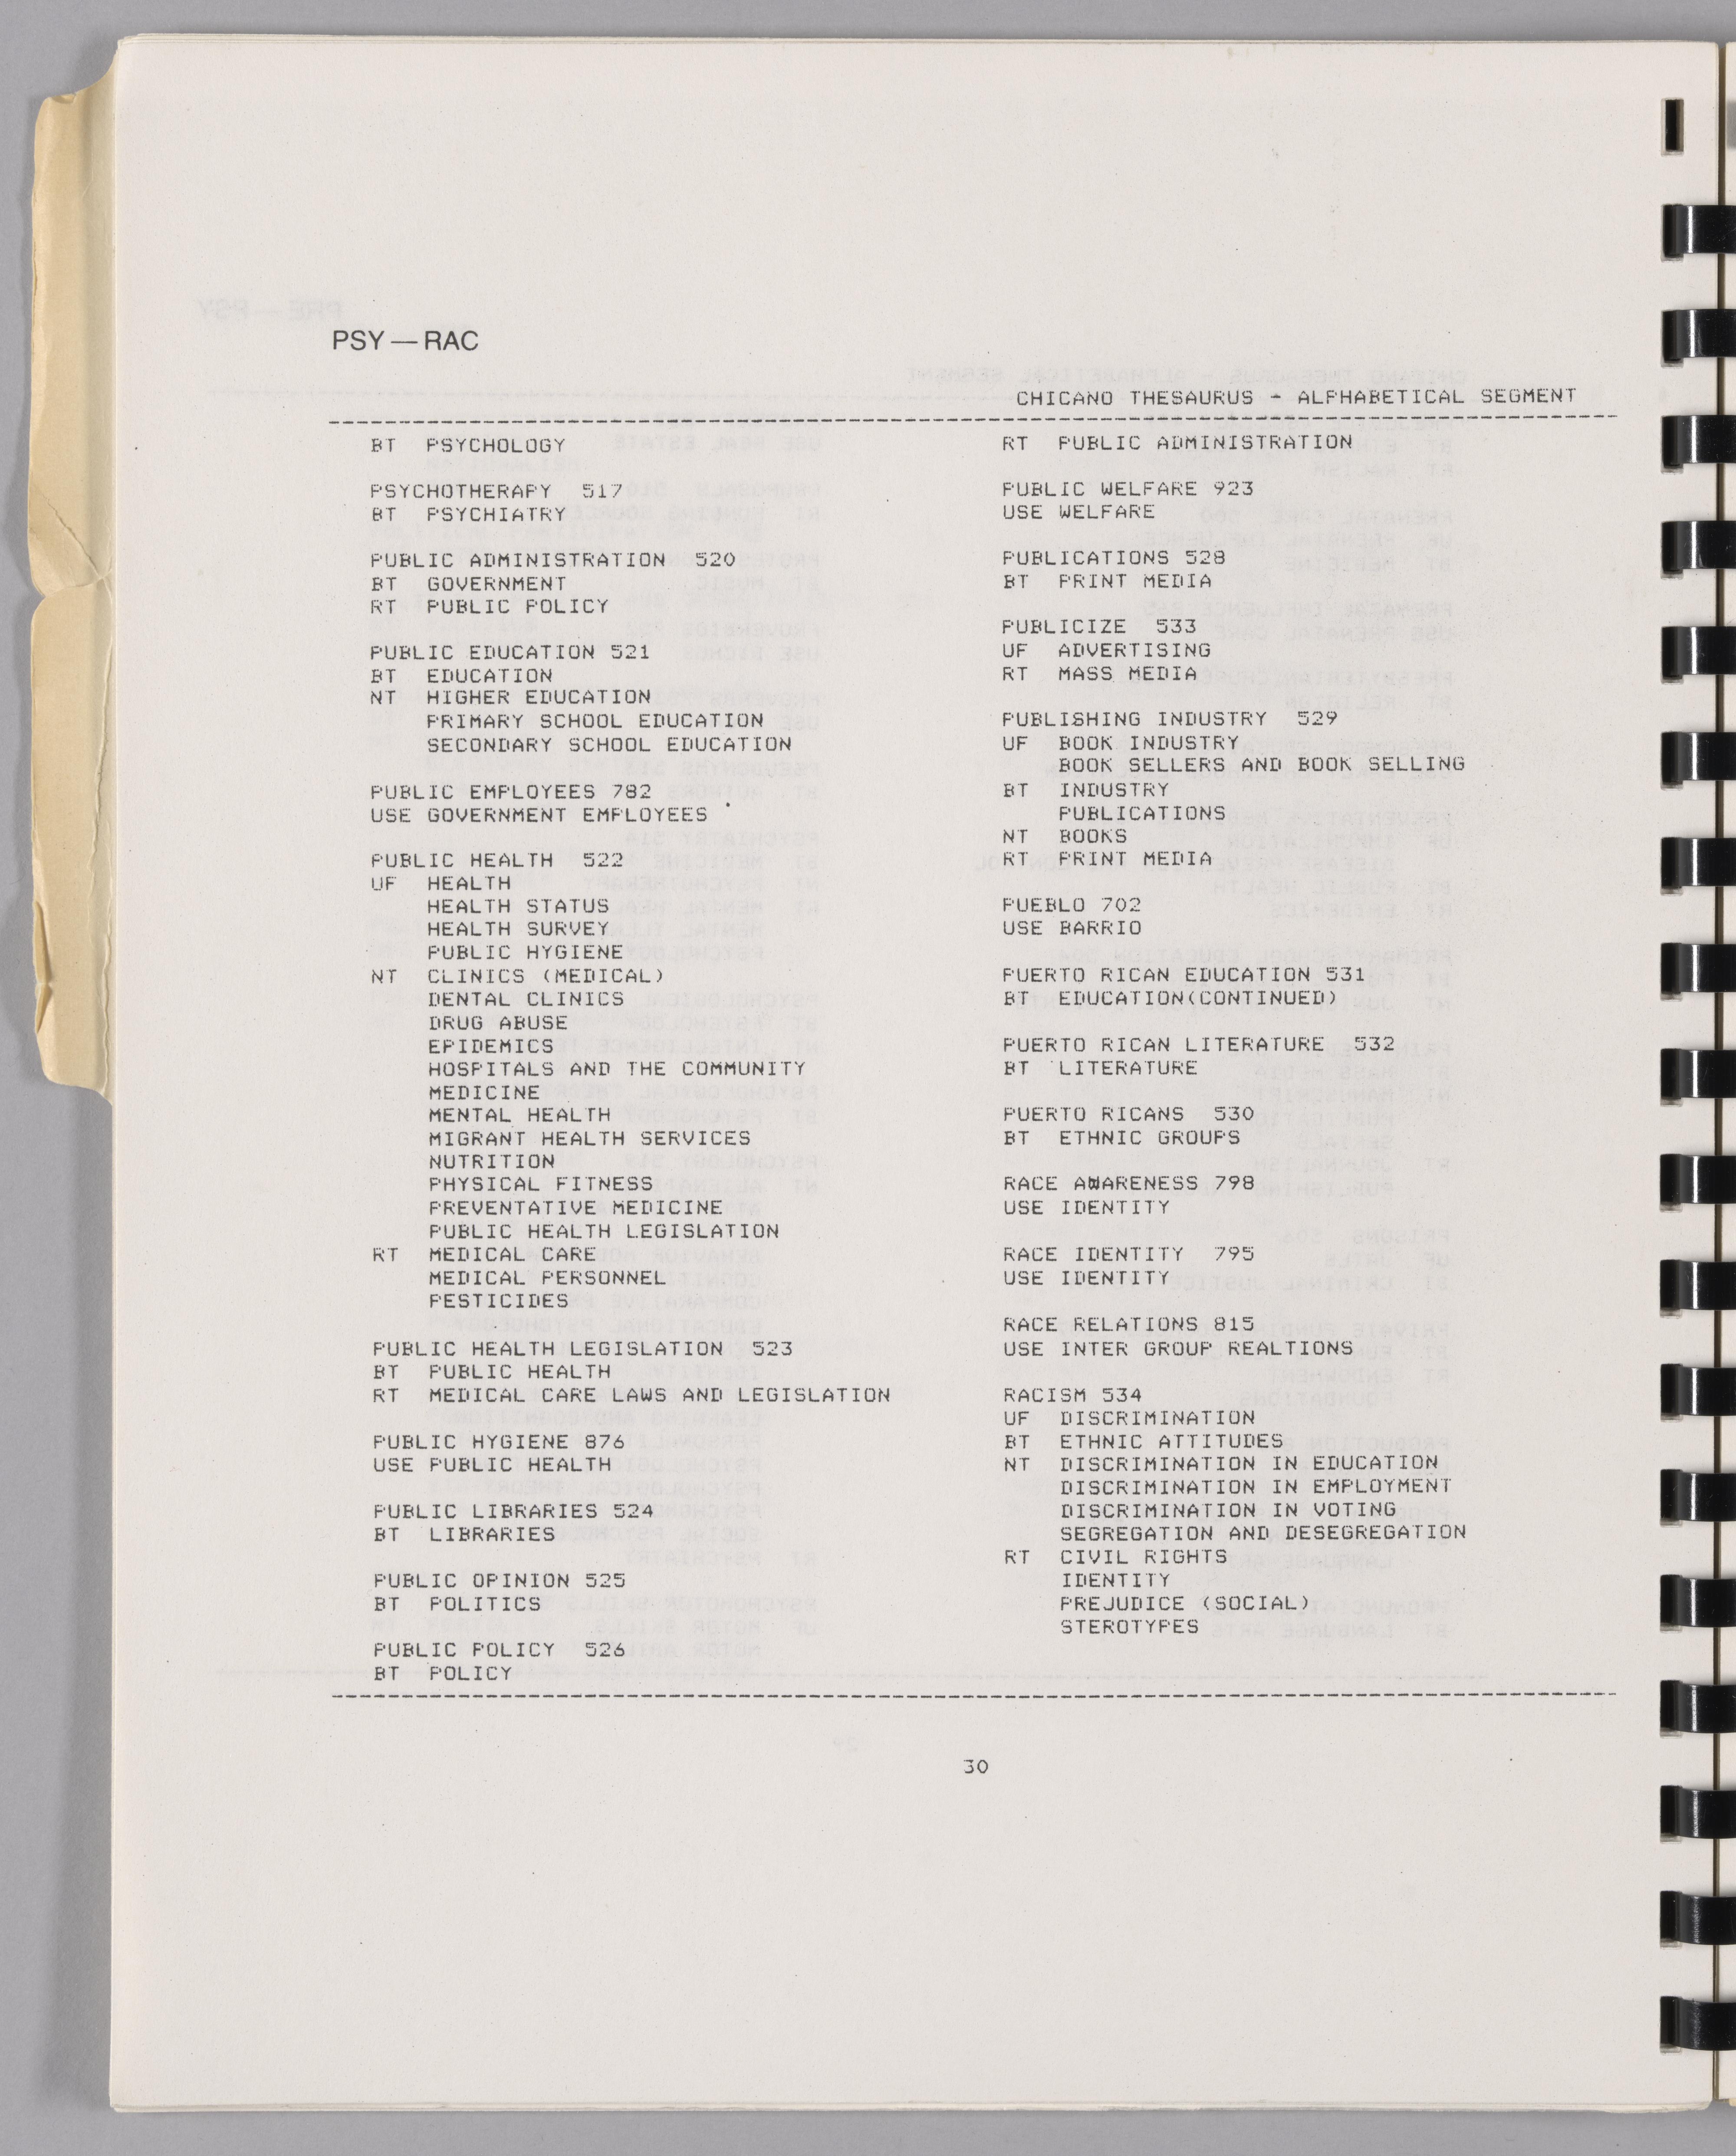 PSY — RAC
CHICANO THESAURUS - ALPHABETICAL SEGMENT
BT PSYCHOLOGY
PSYCHOTHERAPY 517
BT PSYCHIATRY
PUBLIC ADMINISTRATION 520
BT GOVERNMENT
RT PUBLIC POLICY
PUBLIC EDUCATION 521
BT EDUCATION
NT HIGHER EDUCATION
PRIMARY SCHOOL EDUCATION
SECONDARY SCHOOL EDUCATION
PUBLIC EMPLOYEES 782
USE GOVERNMENT EMPLOYEES
PUBLIC HEALTH 522
UF HEALTH
HEALTH STATUS
HEALTH SURVEY
PUBLIC HYGIENE
NT CLINICS (MEDICAL)
DENTAL CLINICS
DRUG ABUSE
EPIDEMICS
HOSPITALS AND THE COMMUNITY
MEDICINE
MENTAL HEALTH
MIGRANT HEALTH SERVICES
NUTRITION
PHYSICAL FITNESS
PREVENTATIVE MEDICINE
PUBLIC HEALTH LEGISLATION
RT MEDICAL CARE
MEDICAL PERSONNEL
PESTICIDES
PUBLIC HEALTH LEGISLATION 523
BT PUBLIC HEALTH
RT MEDICAL CARE LAWS AND LEGISLATION
PUBLIC HYGIENE 876
USE PUBLIC HEALTH
PUBLIC LIBRARIES 524
BT LIBRARIES
PUBLIC OPINION 525
BT POLITICS
PUBLIC POLICY 526
BT POLICY
RT PUBLIC ADMINISTRATION
PUBLIC WELFARE 923
USE WELFARE
PUBLICATIONS 528
BT PRINT MEDIA
PUBLICIZE 533
UF ADVERTISING
RT MASS MEDIA
PUBLISHING INDUSTRY 529
UF BOOK INDUSTRY
BOOK SELLERS AND BOOK SELLING
BT INDUSTRY
PUBLICATIONS
NT BOOKS
RT PRINT MEDIA
PUEBLO 702
USE BARRIO
PUERTO RICAN EDUCATION 531
BT EDUCATION(CONTINUED)
PUERTO RICAN LITERATURE 532
BT LITERATURE
PUERTO RICANS 530
BT ETHNIC GROUPS
RACE AWARENESS 798
USE IDENTITY
RACE IDENTITY 795
USE IDENTITY
RACE RELATIONS 815
USE INTER GROUP REALTIONS
RACISM 534
UF DISCRIMINATION
BT ETHNIC ATTITUDES
NT DISCRIMINATION IN EDUCATION
DISCRIMINATION IN EMPLOYMENT
DISCRIMINATION IN VOTING
SEGREGATION AND DESEGREGATION
RT CIVIL RIGHTS
IDENTITY
PREJUDICE (SOCIAL)
STEROTYPES
30